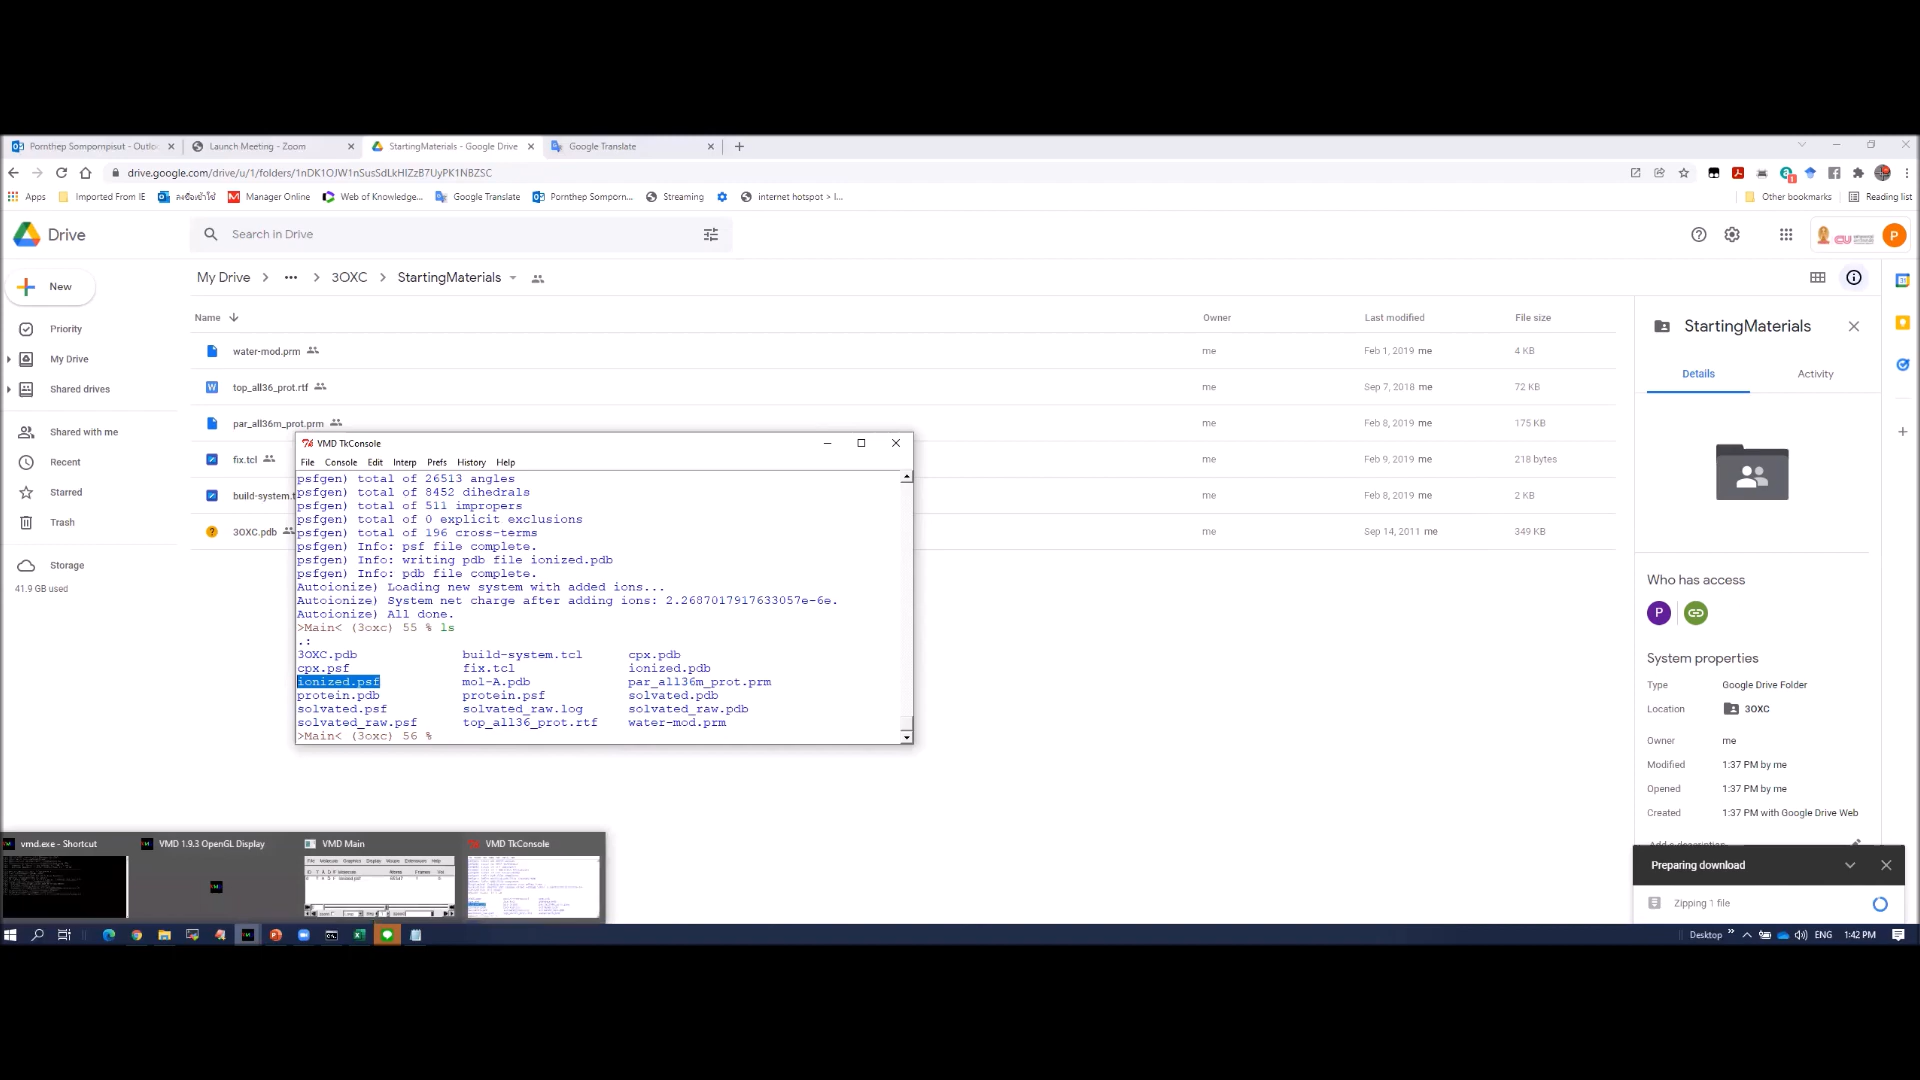 Pornthep Sompornpisut - Outlo
Launch Meeting - Zoom
StartingMaterials - Google Drive
Google Translate
drive.google.com/drive/u/1/folders/1nDK1OJW1nSusSdLkHIZzB7UyPK1NBZSC
Apps
Imported From IE
Manager Online
Web of Knowledge...
Google Translate
Pornthep Somporn...
Streaming
internet hotspot > l...
Other bookmarks
Reading list
Drive
Search in Drive
P
New
My Drive
3OXC
StartingMaterials
Priority
My Drive
Shared drives
Shared with me
Recent
Starred
Trash
Storage
41.9 GB used
Name
Owner
Last modified
File size
water-mod.prm
me
Feb 1, 2019 me
4 KB
top_all36_prot.rtf
me
Sep 7, 2018 me
72 KB
par_all36m_prot.prm
me
Feb 8, 2019 me
175 KB
fix.tcl
me
Feb 9, 2019 me
218 bytes
build-system.t
me
Feb 8, 2019 me
2 KB
3OXC.pdb
me
Sep 14, 2011 me
349 KB
VMD TkConsole
File Console Edit Interp Prefs History Help
psfgen) total of 26513 angles
psfgen) total of 8452 dihedrals
psfgen) total of 511 impropers
psfgen) total of 0 explicit exclusions
psfgen) total of 196 cross-terms
psfgen) Info: psf file complete.
psfgen) Info: writing pdb file ionized.pdb
psfgen) Info: pdb file complete.
Autoionize) Loading new system with added ions...
Autoionize) System net charge after adding ions: 2.2687017917633057e-6e.
Autoionize) All done.
>Main< (3oxc) 55 % ls
.:
3OXC.pdb build-system.tcl cpx.pdb
cpx.psf fix.tcl ionized.pdb
ionized.psf mol-A.pdb par_all36m_prot.prm
protein.pdb protein.psf solvated.pdb
solvated.psf solvated_raw.log solvated_raw.pdb
solvated_raw.psf top_all36_prot.rtf water-mod.prm
>Main< (3oxc) 56 %
StartingMaterials
Details
Activity
Who has access
P
System properties
Type Google Drive Folder
Location 3OXC
Owner me
Modified 1:37 PM by me
Opened 1:37 PM by me
Created 1:37 PM with Google Drive Web
Add a description
Preparing download
Zipping 1 file
vmd.exe - Shortcut
VMD 1.9.3 OpenGL Display
VMD Main
VMD TkConsole
Desktop
ENG
1:42 PM